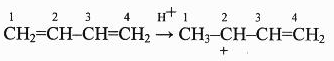 1 2 3 4 H⁺ 1 2 3 4
CH₂=CH–CH=CH₂ → CH₃–CH–CH=CH₂
+